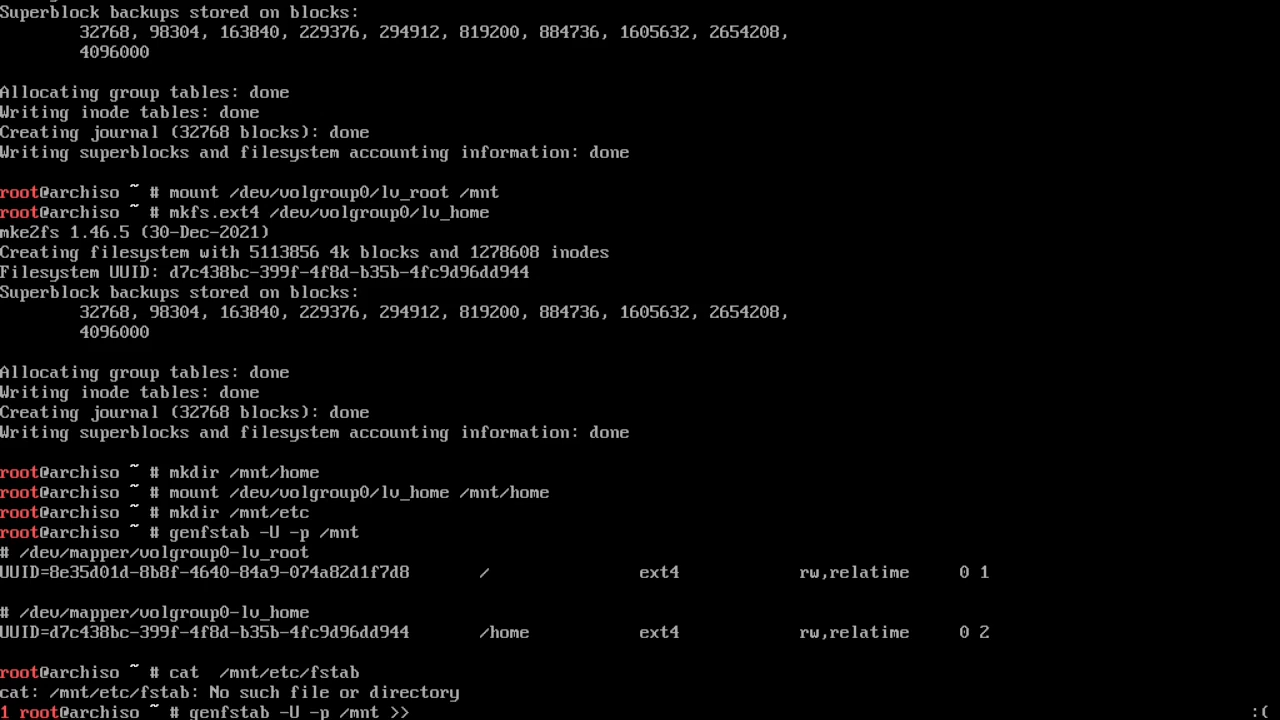 Superblock backups stored on blocks:
32768, 98304, 163840, 229376, 294912, 819200, 884736, 1605632, 2654208,
4096000
Allocating group tables: done
Writing inode tables: done
Creating journal (32768 blocks): done
Writing superblocks and filesystem accounting information: done
root@archiso ~ # mount /dev/volgroup0/lv_root /mnt
root@archiso ~ # mkfs.ext4 /dev/volgroup0/lv_home
mke2fs 1.46.5 (30-Dec-2021)
Creating filesystem with 5113856 4k blocks and 1278608 inodes
Filesystem UUID: d7c438bc-399f-4f8d-b35b-4fc9d96dd944
Superblock backups stored on blocks:
32768, 98304, 163840, 229376, 294912, 819200, 884736, 1605632, 2654208,
4096000
Allocating group tables: done
Writing inode tables: done
Creating journal (32768 blocks): done
Writing superblocks and filesystem accounting information: done
root@archiso ~ # mkdir /mnt/home
root@archiso ~ # mount /dev/volgroup0/lv_home /mnt/home
root@archiso ~ # mkdir /mnt/etc
root@archiso ~ # genfstab -U -p /mnt
# /dev/mapper/volgroup0-lv_root
UUID=8e35d01d-8b8f-4640-84a9-074a82d1f7d8 / ext4 rw,relatime 0 1
# /dev/mapper/volgroup0-lv_home
UUID=d7c438bc-399f-4f8d-b35b-4fc9d96dd944 /home ext4 rw,relatime 0 2
root@archiso ~ # cat  /mnt/etc/fstab
cat: /mnt/etc/fstab: No such file or directory
1 root@archiso ~ # genfstab -U -p /mnt >> :(